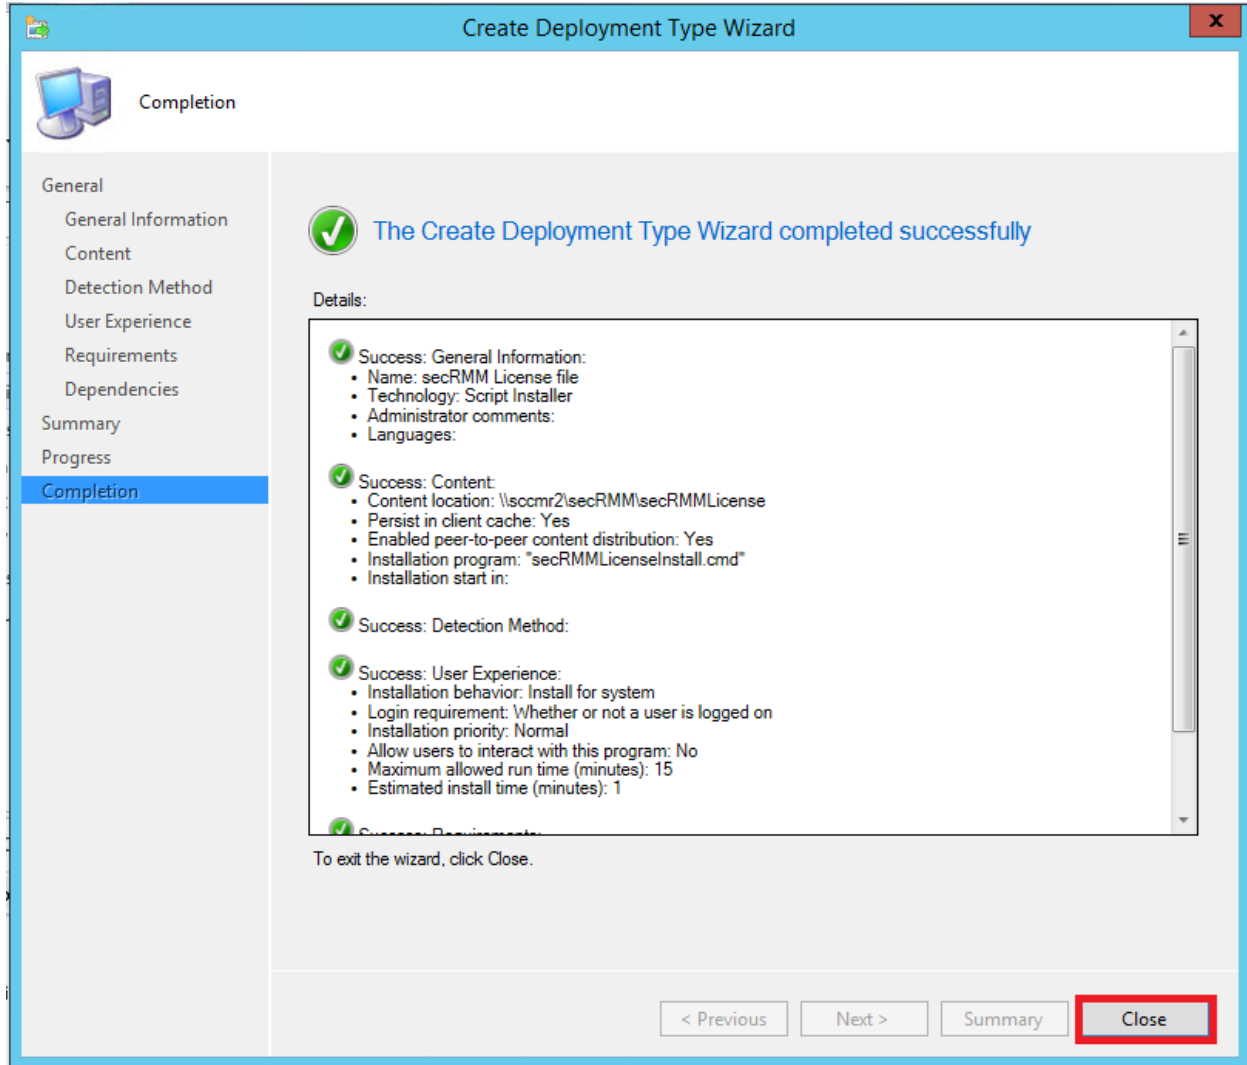 Create Deployment Type Wizard
x
Completion
General
General Information
Content
Detection Method
User Experience
Requirements
Dependencies
Summary
Progress
Completion
The Create Deployment Type Wizard completed successfully
Details:
Success: General Information:
• Name: secRMM License file
• Technology: Script Installer
• Administrator comments:
• Languages:
Success: Content:
• Content location: \\sccmr2\secRMM\secRMMLicense
• Persist in client cache: Yes
• Enabled peer-to-peer content distribution: Yes
• Installation program: "secRMMLicenseInstall.cmd"
• Installation start in:
Success: Detection Method:
Success: User Experience:
• Installation behavior: Install for system
• Login requirement: Whether or not a user is logged on
• Installation priority: Normal
• Allow users to interact with this program: No
• Maximum allowed run time (minutes): 15
• Estimated install time (minutes): 1
Success: Requirements:
To exit the wizard, click Close.
< Previous
Next >
Summary
Close